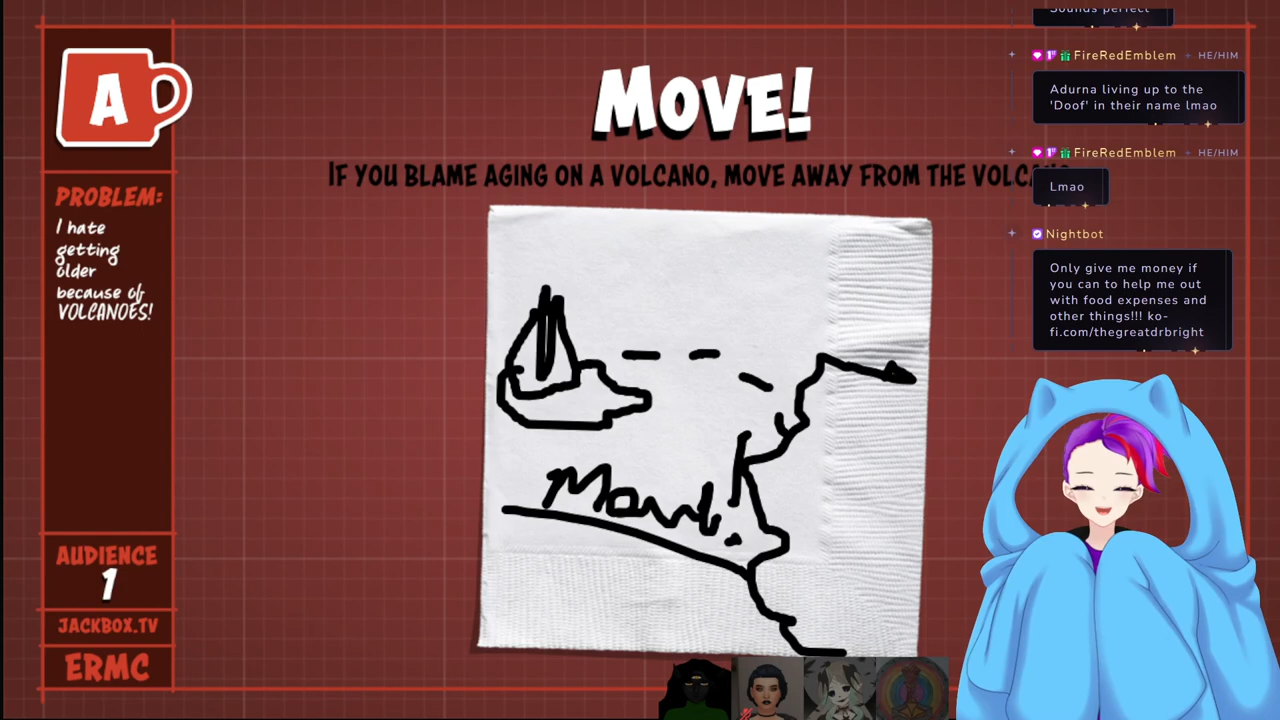 A
MOVE!
IF YOU BLAME AGING ON A VOLCANO, MOVE AWAY FROM THE
PROBLEM:
I hate
getting
older
because of
VOLCANOES!
AUDIENCE
1
JACKBOX.TV
ERMC
Sounds perfect
FireRedEmblem HE/HIM
Adurna living up to the
'Doof' in their name lmao
FireRedEmblem HE/HIM
Lmao
Nightbot
Only give me money if
you can to help me out
with food expenses and
other things!!! ko-
fi.com/thegreatdrbright